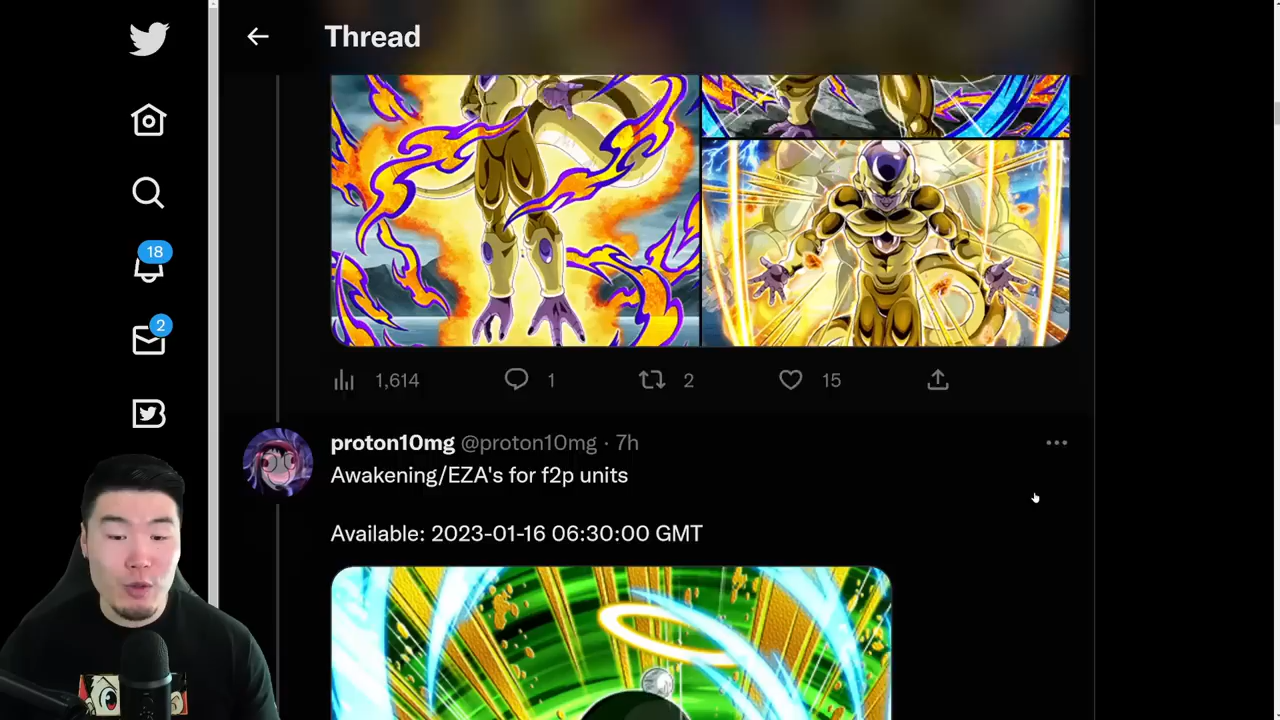 Thread
18
2
1,614
1
2
15
proton10mg @proton10mg · 7h
Awakening/EZA's for f2p units
Available: 2023-01-16 06:30:00 GMT